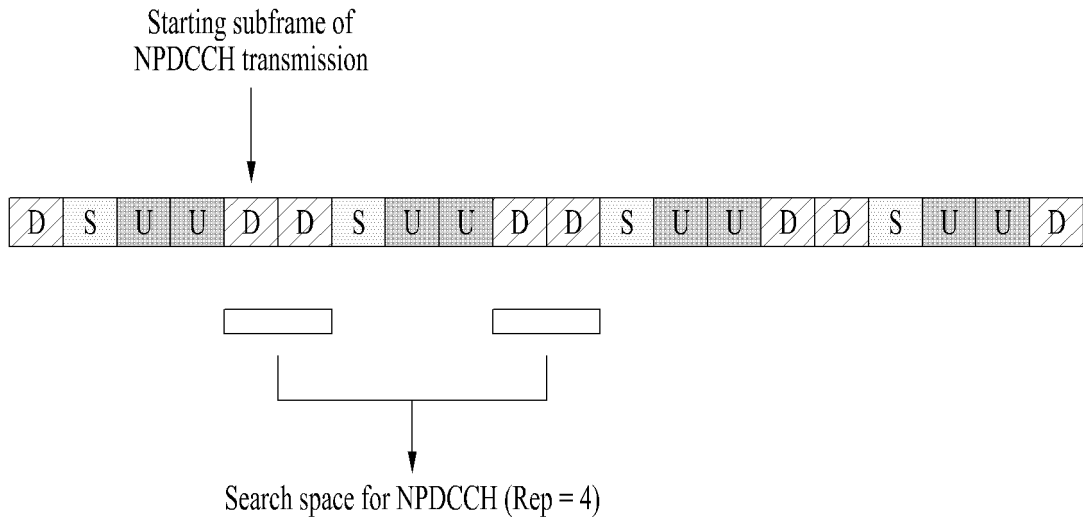 Starting subframe of
NPDCCH transmission
D S U U D D S U U D D S U U D D S U U D
Search space for NPDCCH (Rep = 4)